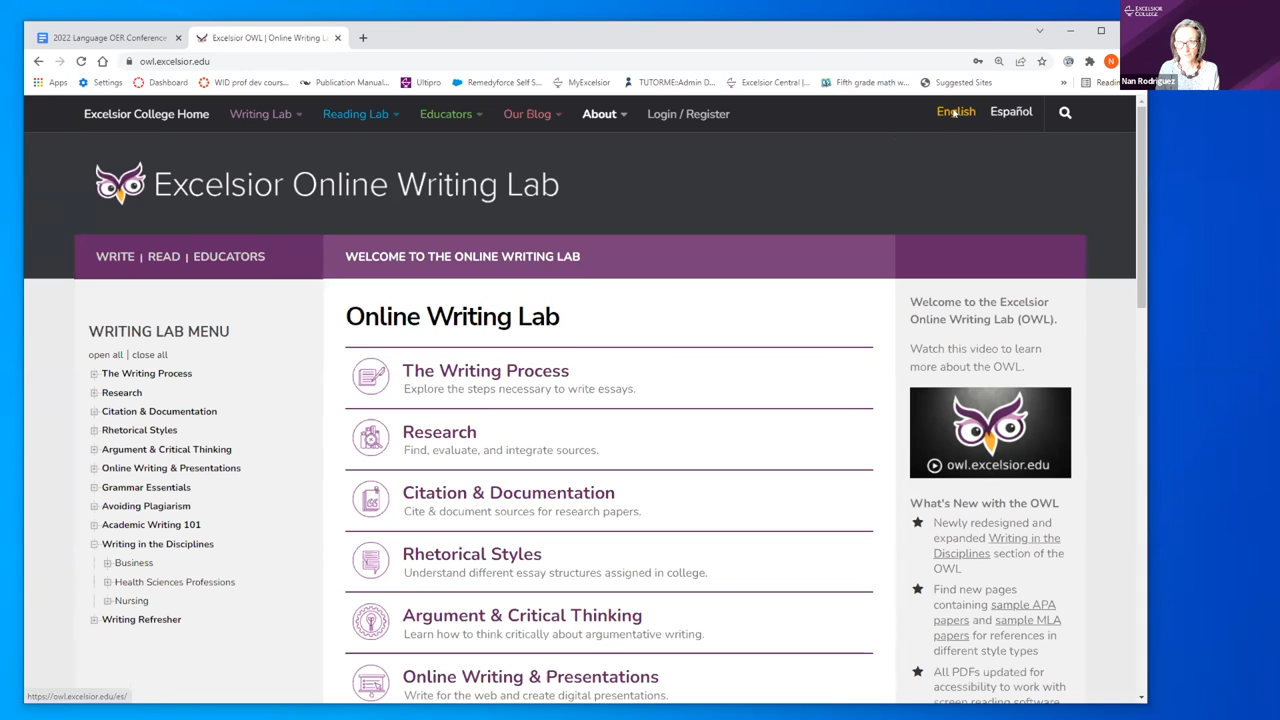 2022 Language OER Conference
Excelsior OWL | Online Writing La
owl.excelsior.edu
Apps
Settings
Dashboard
WID prof dev cours...
Publication Manual...
Ultipro
Remedyforce Self S...
MyExcelsior
TUTORME::Admin D...
Excelsior Central |...
Fifth grade math w...
Suggested Sites
»
Readin
EXCELSIOR COLLEGE
Nan Rodriguez
Excelsior College Home
Writing Lab
Reading Lab
Educators
Our Blog
About
Login / Register
English
Español
Excelsior Online Writing Lab
WRITE | READ | EDUCATORS
WELCOME TO THE ONLINE WRITING LAB
WRITING LAB MENU
open all | close all
The Writing Process
Research
Citation & Documentation
Rhetorical Styles
Argument & Critical Thinking
Online Writing & Presentations
Grammar Essentials
Avoiding Plagiarism
Academic Writing 101
Writing in the Disciplines
Business
Health Sciences Professions
Nursing
Writing Refresher
Online Writing Lab
The Writing Process
Explore the steps necessary to write essays.
Research
Find, evaluate, and integrate sources.
Citation & Documentation
Cite & document sources for research papers.
Rhetorical Styles
Understand different essay structures assigned in college.
Argument & Critical Thinking
Learn how to think critically about argumentative writing.
Online Writing & Presentations
Write for the web and create digital presentations.
Welcome to the Excelsior
Online Writing Lab (OWL).
Watch this video to learn
more about the OWL.
owl.excelsior.edu
What's New with the OWL
Newly redesigned and
expanded Writing in the
Disciplines section of the
OWL
Find new pages
containing sample APA
papers and sample MLA
papers for references in
different style types
All PDFs updated for
accessibility to work with
screen reading software
https://owl.excelsior.edu/es/